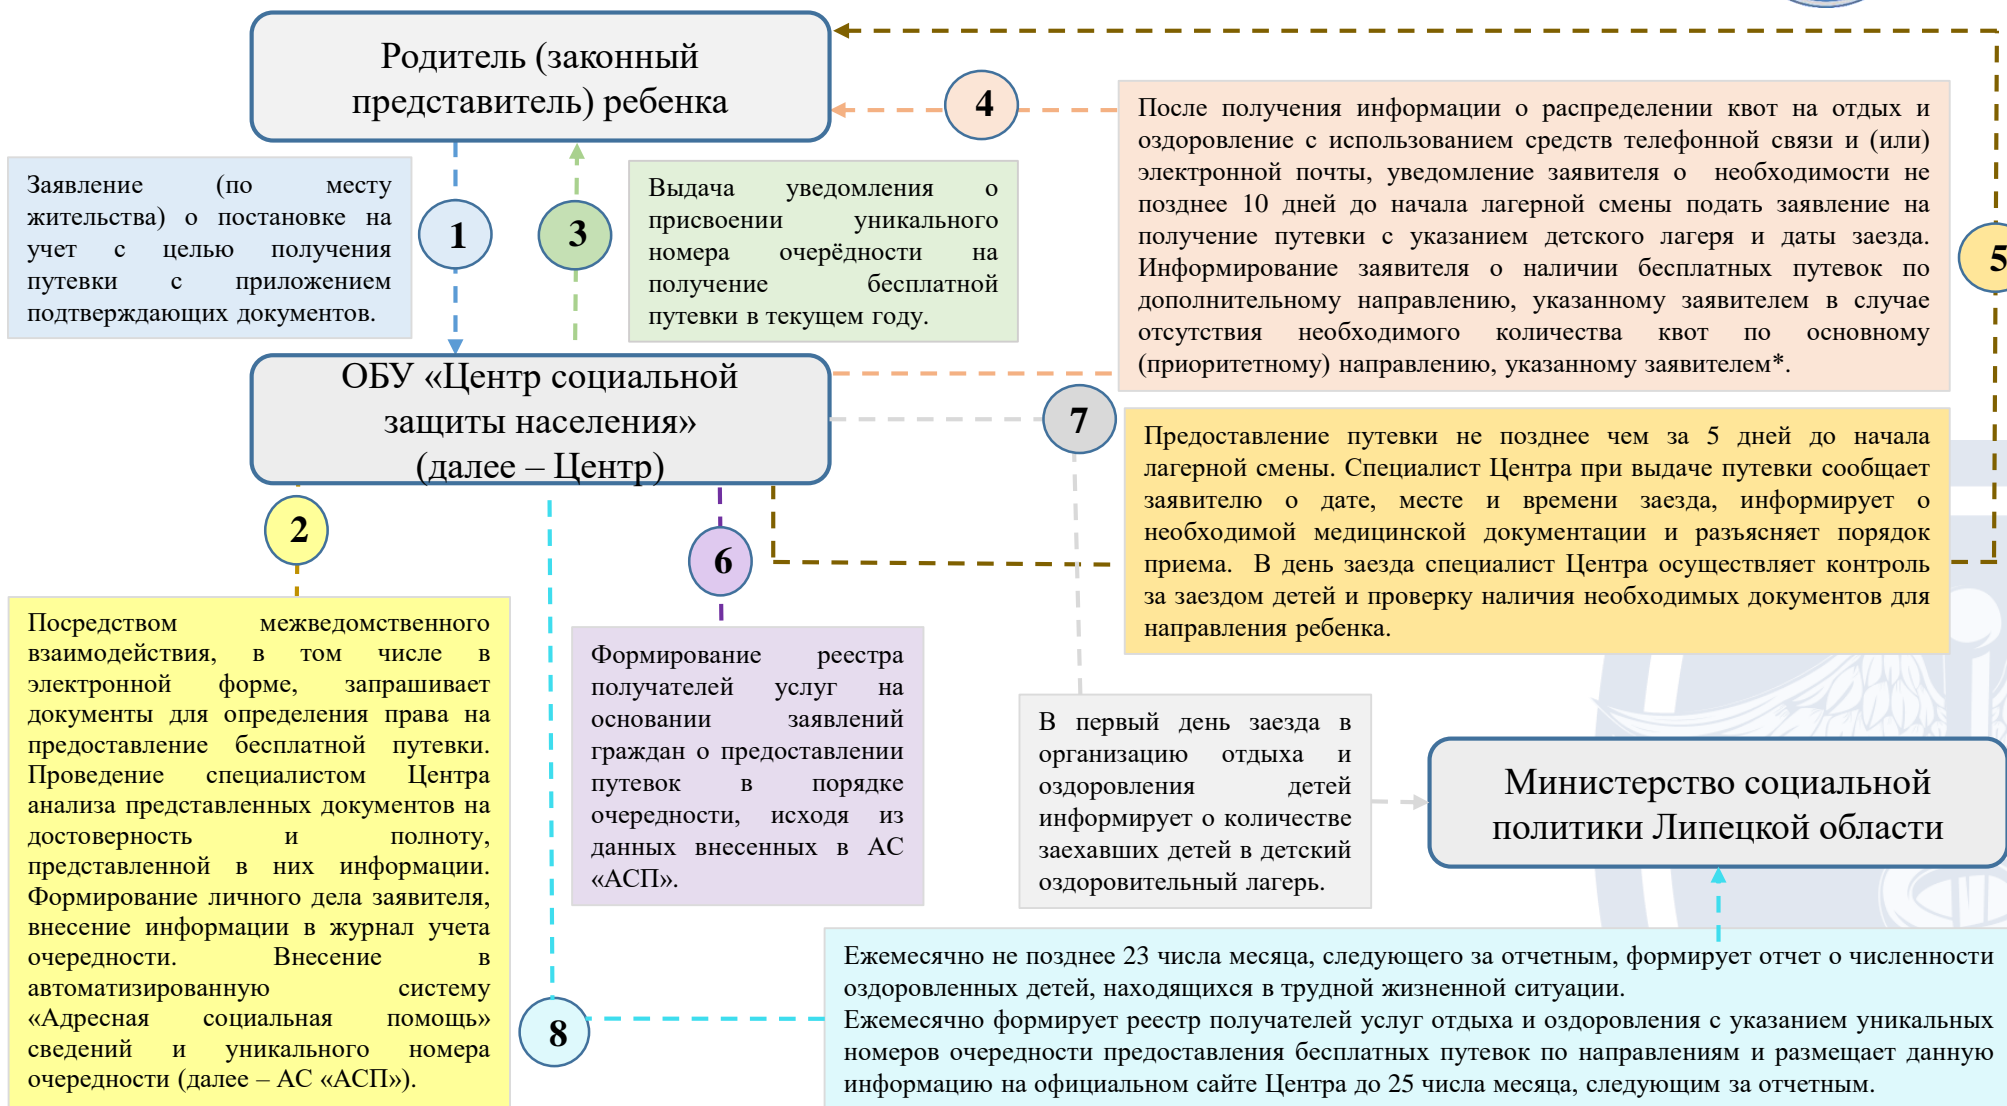 Родитель (законный
представитель) ребенка
4
После получения информации о распределении квот на отдых и
оздоровление с использованием средств телефонной связи и (или)
электронной почты, уведомление заявителя о необходимости не
позднее 10 дней до начала лагерной смены подать заявление на
получение путевки с указанием детского лагеря и даты заезда.
Информирование заявителя о наличии бесплатных путевок по
дополнительному направлению, указанному заявителем в случае
отсутствия необходимого количества квот по основному
(приоритетному) направлению, указанному заявителем*.
5
Заявление (по месту
жительства) о постановке на
учет с целью получения
путевки с приложением
подтверждающих документов.
1
3
Выдача уведомления о
присвоении уникального
номера очерёдности на
получение бесплатной
путевки в текущем году.
ОБУ «Центр социальной
защиты населения»
(далее – Центр)
7
Предоставление путевки не позднее чем за 5 дней до начала
лагерной смены. Специалист Центра при выдаче путевки сообщает
заявителю о дате, месте и времени заезда, информирует о
необходимой медицинской документации и разъясняет порядок
приема. В день заезда специалист Центра осуществляет контроль
за заездом детей и проверку наличия необходимых документов для
направления ребенка.
2
6
Посредством межведомственного
взаимодействия, в том числе в
электронной форме, запрашивает
документы для определения права на
предоставление бесплатной путевки.
Проведение специалистом Центра
анализа представленных документов на
достоверность и полноту,
представленной в них информации.
Формирование личного дела заявителя,
внесение информации в журнал учета
очередности. Внесение в
автоматизированную систему
«Адресная социальная помощь»
сведений и уникального номера
очередности (далее – АС «АСП»).
Формирование реестра
получателей услуг на
основании заявлений
граждан о предоставлении
путевок в порядке
очередности, исходя из
данных внесенных в АС
«АСП».
В первый день заезда в
организацию отдыха и
оздоровления детей
информирует о количестве
заехавших детей в детский
оздоровительный лагерь.
Министерство социальной
политики Липецкой области
8
Ежемесячно не позднее 23 числа месяца, следующего за отчетным, формирует отчет о численности
оздоровленных детей, находящихся в трудной жизненной ситуации.
Ежемесячно формирует реестр получателей услуг отдыха и оздоровления с указанием уникальных
номеров очередности предоставления бесплатных путевок по направлениям и размещает данную
информацию на официальном сайте Центра до 25 числа месяца, следующим за отчетным.